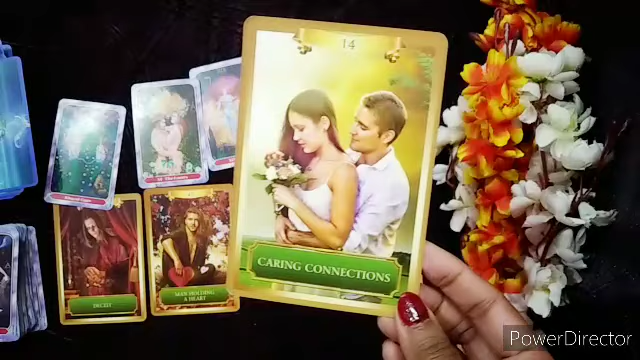 14
CARING CONNECTIONS
DECEIT
MAN HOLDING
A HEART
PowerDirector